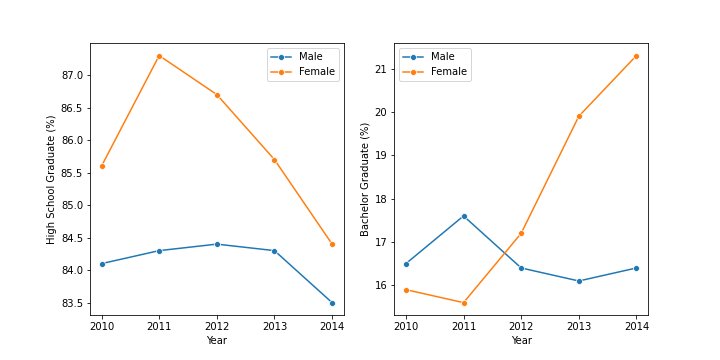 High School Graduate (%)
87.0
86.5
86.0
85.5
85.0
84.5
84.0
83.5
2010 2011 2012 2013 2014
Year
Male
Female
Bachelor Graduate (%)
21
20
19
18
17
16
2010 2011 2012 2013 2014
Year
Male
Female